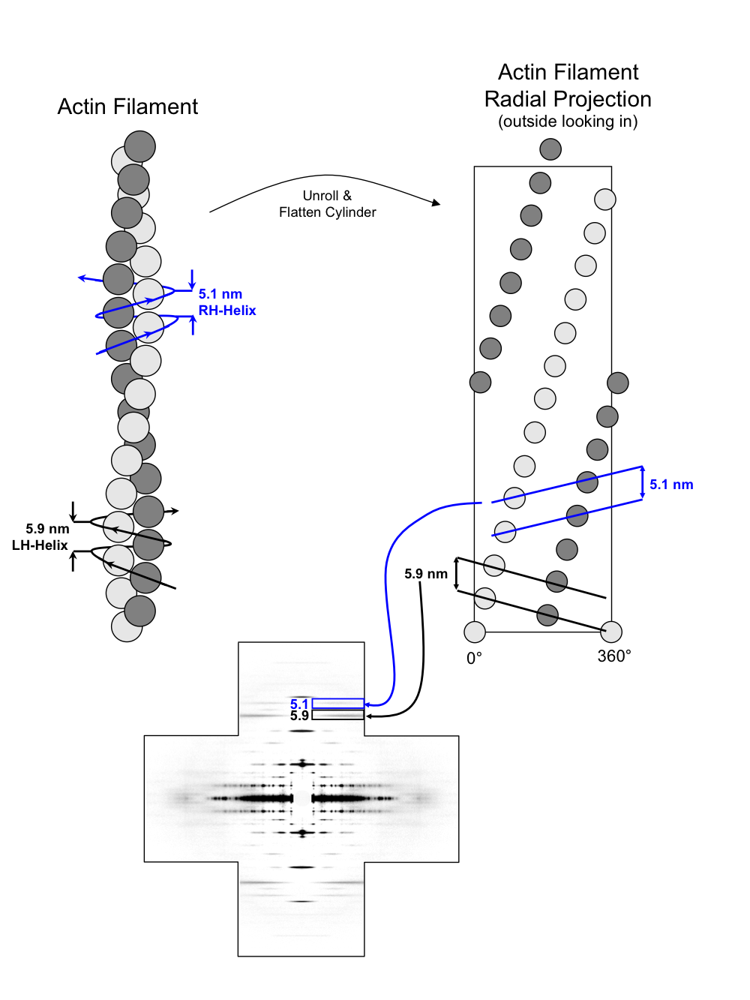 Actin Filament
Actin Filament
Radial Projection
(outside looking in)
Unroll &
Flatten Cylinder
5.1 nm
RH-Helix
5.9 nm
LH-Helix
5.1 nm
5.9 nm
0°
360°
5.1
5.9